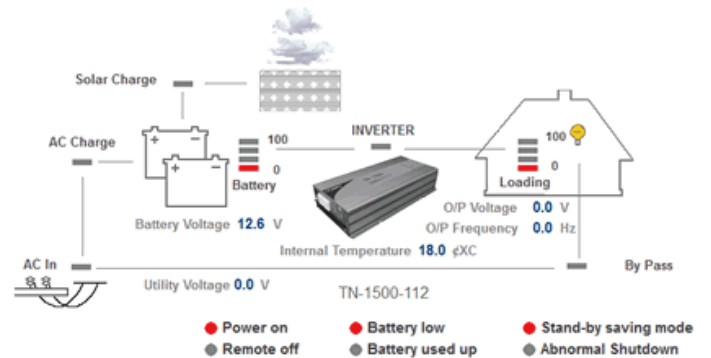 Solar Charge
AC Charge
INVERTER
100
0
Battery
100
0
Loading
+ -
+ -
Battery Voltage 12.6 V
O/P Voltage 0.0 V
O/P Frequency 0.0 Hz
Internal Temperature 18.0 ¢XC
AC In
By Pass
Utility Voltage 0.0 V
TN-1500-112
Power on
Battery low
Stand-by saving mode
Remote off
Battery used up
Abnormal Shutdown